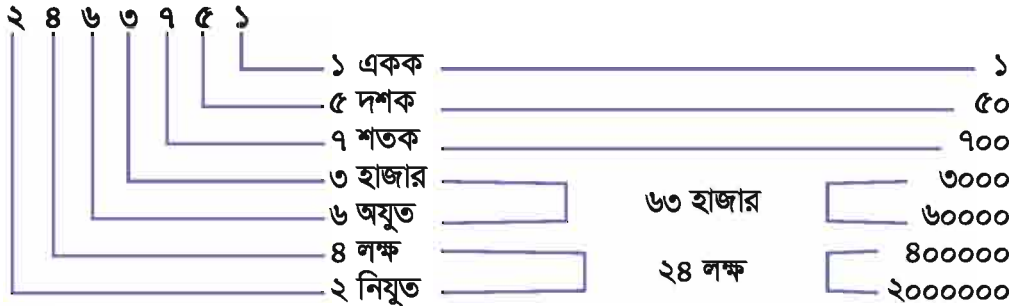 ২ ৪ ৬ ৩ ৭ ৫ ১
১ একক ১
৫ দশক ৫০
৭ শতক ৭০০
৩ হাজার ৩০০০
৬৩ হাজার
৬ অযুত ৬০০০০
৪ লক্ষ ৪০০০০০
২৪ লক্ষ
২ নিযুত ২০০০০০০